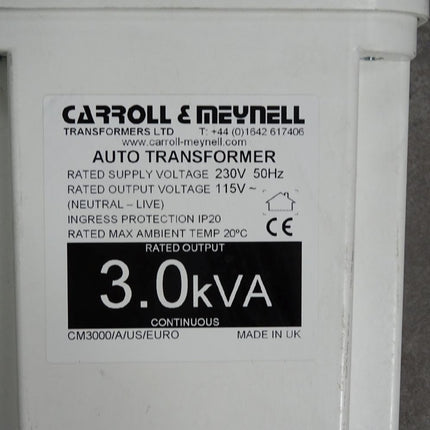 CARROLL & MEYNELL
TRANSFORMERS LTD T: +44 (0)1642 617406
www.carroll-meynell.com
AUTO TRANSFORMER
RATED SUPPLY VOLTAGE 230V 50Hz
RATED OUTPUT VOLTAGE 115V ~
(NEUTRAL – LIVE)
INGRESS PROTECTION IP20
RATED MAX AMBIENT TEMP 20ºC
CE
RATED OUTPUT
3.0kVA
CONTINUOUS
CM3000/A/US/EURO MADE IN UK